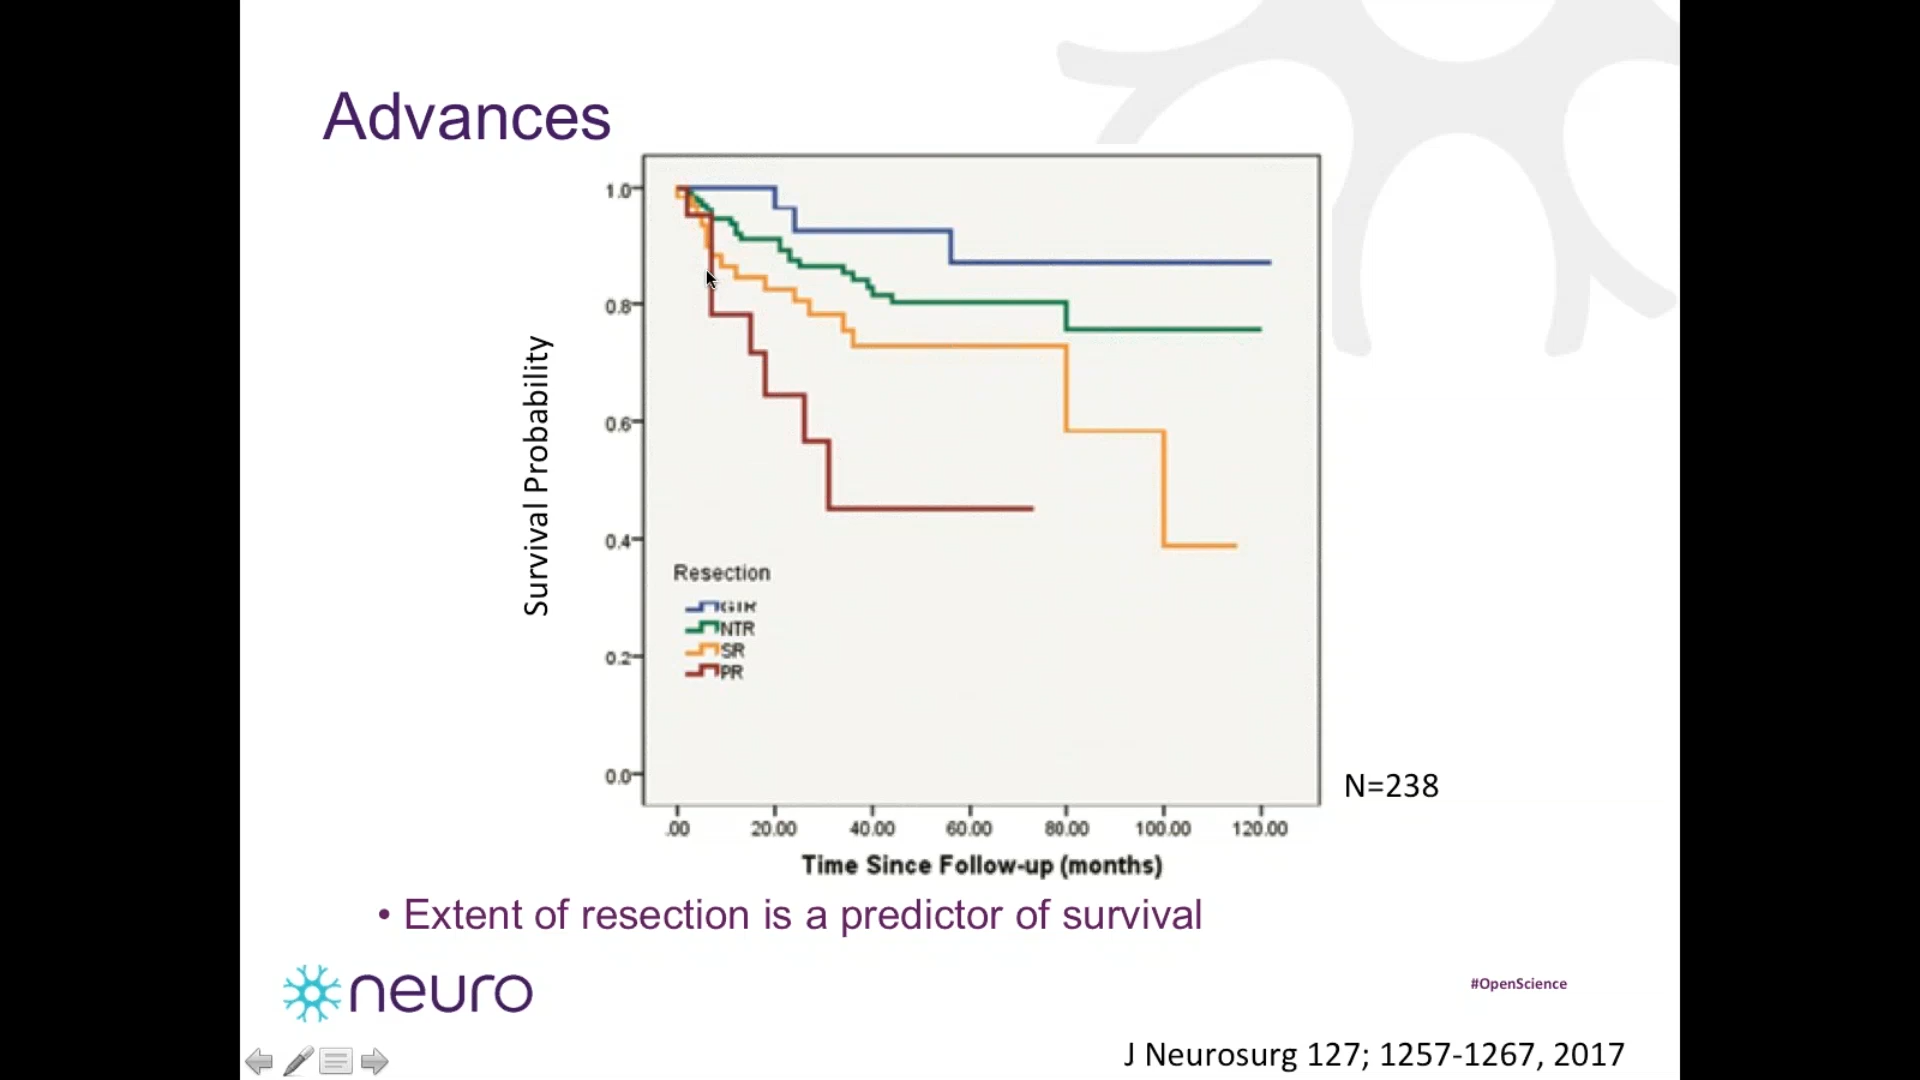 Advances
Survival Probability
1.0
0.8
0.6
0.4
0.2
0.0
Resection
GTR
NTR
SR
PR
.00 20.00 40.00 60.00 80.00 100.00 120.00
Time Since Follow-up (months)
N=238
• Extent of resection is a predictor of survival
neuro
#OpenScience
J Neurosurg 127; 1257-1267, 2017